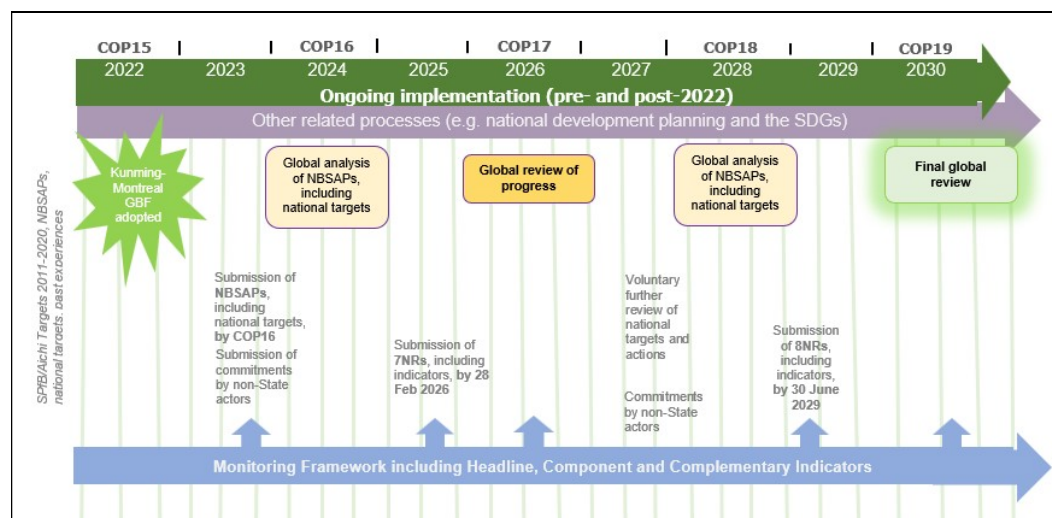 COP15 COP16 COP17 COP18 COP19
2022 2023 2024 2025 2026 2027 2028 2029 2030
Ongoing implementation (pre- and post-2022)
Other related processes (e.g. national development planning and the SDGs)
Kunming-
Montreal
GBF
adopted
Global analysis
of NBSAPs,
including
national targets
Global review of
progress
Global analysis
of NBSAPs,
including
national targets
Final global
review
SPfB/Aichi Targets 2011-2020, NBSAPs,
national targets, past experiences
Submission of
NBSAPs,
including
national targets,
by COP16
Submission of
commitments
by non-State
actors
Submission of
7NRs, including
indicators, by 28
Feb 2026
Voluntary
further
review of
national
targets and
actions
Commitments
by non-State
actors
Submission
of 8NRs,
including
indicators,
by 30 June
2029
Monitoring Framework including Headline, Component and Complementary Indicators